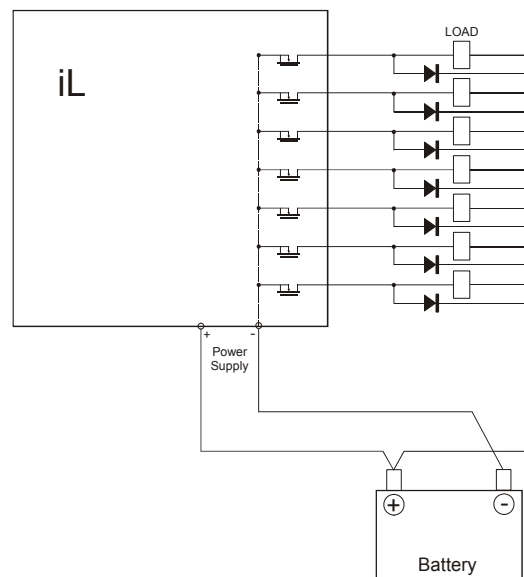 LOAD
iL
+ -
Power
Supply
+ -
Battery